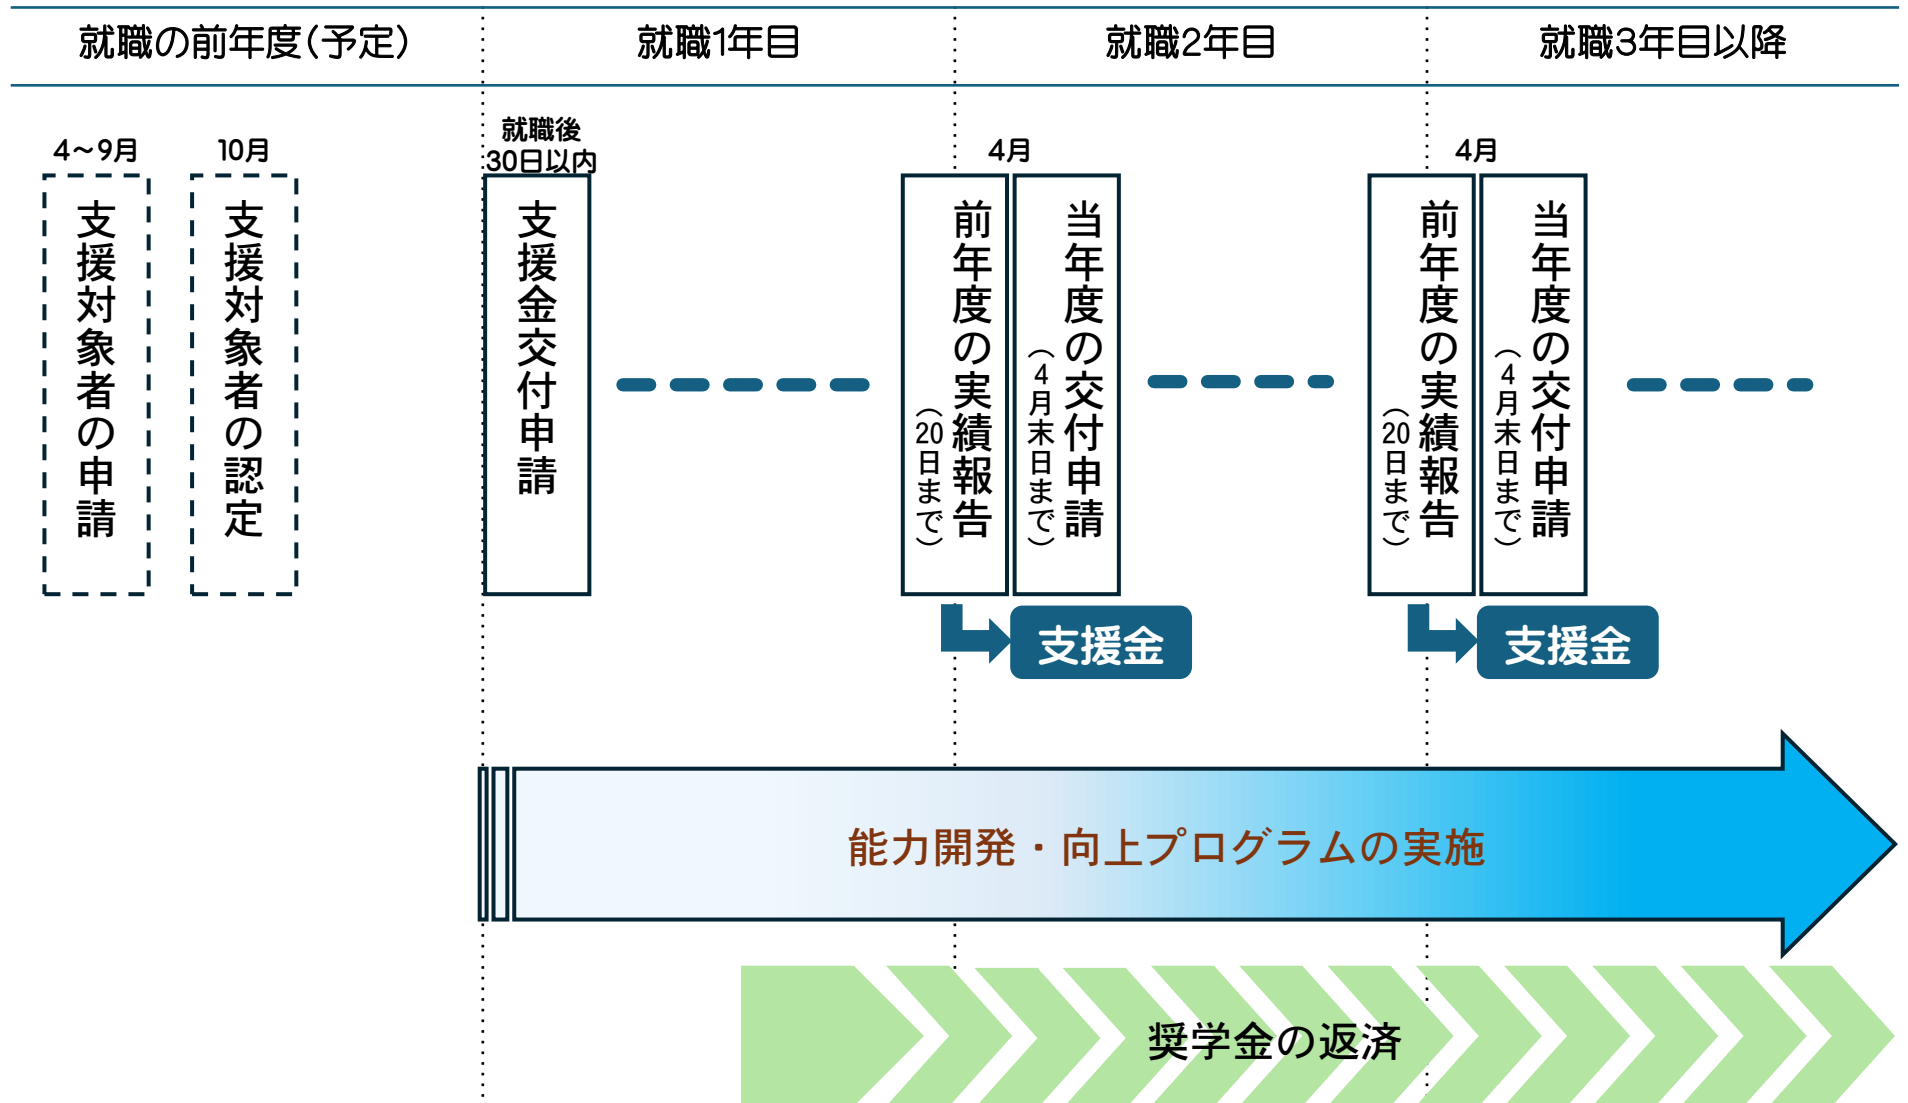 就職の前年度(予定)
就職1年目
就職2年目
就職3年目以降
4～9月
支援対象者の申請
10月
支援対象者の認定
就職後
30日以内
支援金交付申請
4月
前年度の実績報告
（20日まで）
当年度の交付申請
（4月末日まで）
支援金
4月
前年度の実績報告
（20日まで）
当年度の交付申請
（4月末日まで）
支援金
能力開発・向上プログラムの実施
奨学金の返済